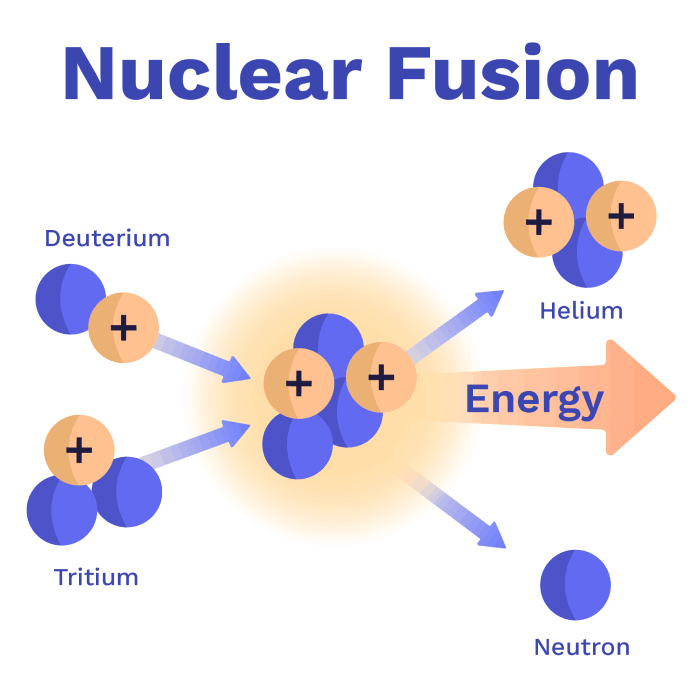 Nuclear Fusion
Deuterium
+
+
Tritium
+
+
Energy
+
+
Helium
Neutron